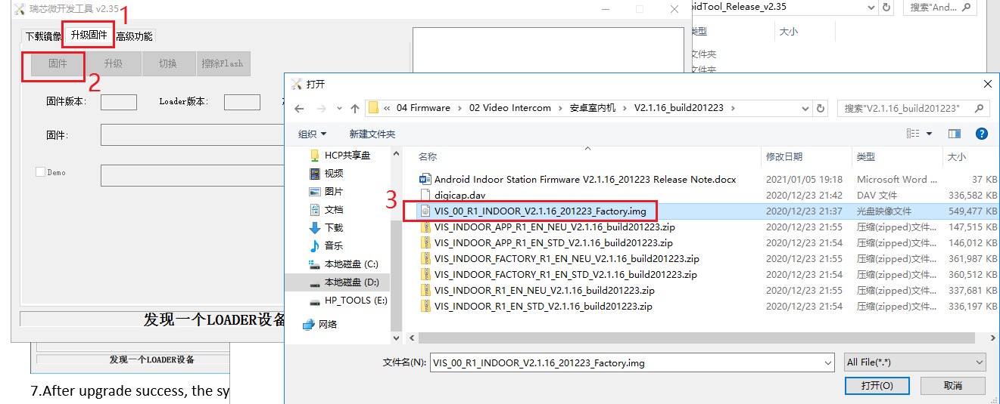 瑞芯微开发工具 v2.35
1
下载镜像 升级固件 高级功能
固件 升级 切换 擦除Flash
2
固件版本: Loader版本:
固件:
Demo
发现一个LOADER设备
发现一个LOADER设备
7.After upgrade success, the sy
oidTool_Release_v2.35 搜索"And...
类型 大小
文件夹
文件夹
打开
« 04 Firmware > 02 Video Intercom > 安卓室内机 > V2.1.16_build201223 > 搜索"V2.1.16_build201223"
组织 新建文件夹
HCP共享盘
视频
图片
文档
下载
音乐
本地磁盘 (C:)
本地磁盘 (D:)
HP_TOOLS (E:)
网络
名称 修改日期 类型 大小
Android Indoor Station Firmware V2.1.16_201223 Release Note.docx 2021/01/05 19:18 Microsoft Word ... 37 KB
digicap.dav 2020/12/23 21:42 DAV 文件 336,582 KB
3
VIS_00_R1_INDOOR_V2.1.16_201223_Factory.img 2020/12/23 21:37 光盘映像文件 549,477 KB
VIS_INDOOR_APP_R1_EN_NEU_V2.1.16_build201223.zip 2020/12/23 21:55 压缩(zipped)文件... 147,515 KB
VIS_INDOOR_APP_R1_EN_STD_V2.1.16_build201223.zip 2020/12/23 21:54 压缩(zipped)文件... 146,012 KB
VIS_INDOOR_FACTORY_R1_EN_NEU_V2.1.16_build201223.zip 2020/12/23 21:55 压缩(zipped)文件... 361,987 KB
VIS_INDOOR_FACTORY_R1_EN_STD_V2.1.16_build201223.zip 2020/12/23 21:54 压缩(zipped)文件... 360,512 KB
VIS_INDOOR_R1_EN_NEU_V2.1.16_build201223.zip 2020/12/23 21:55 压缩(zipped)文件... 337,681 KB
VIS_INDOOR_R1_EN_STD_V2.1.16_build201223.zip 2020/12/23 21:54 压缩(zipped)文件... 336,197 KB
文件名(N): VIS_00_R1_INDOOR_V2.1.16_201223_Factory.img All File(*.*)
打开(O) 取消